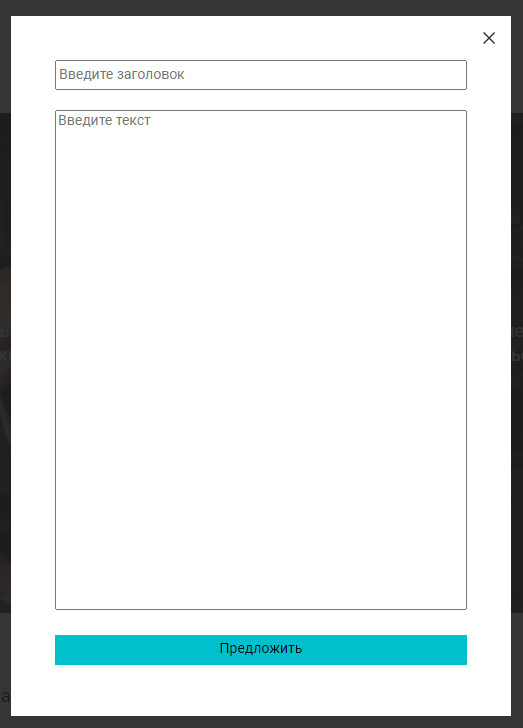 Введите заголовок
Введите текст
Предложить